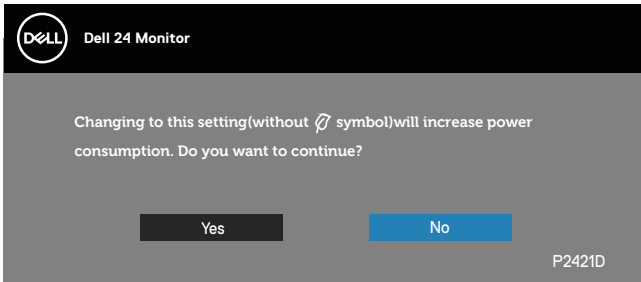 DELL
Dell 24 Monitor
Changing to this setting(without symbol)will increase power
consumption. Do you want to continue?
Yes
No
P2421D